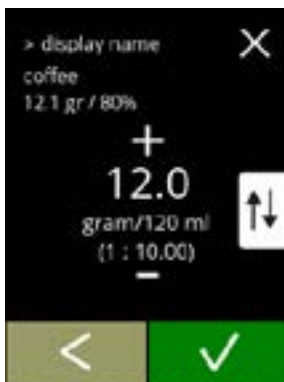 > display name
coffee
12.1 gr / 80%
12.0
gram/120 ml
(1 : 10.00)